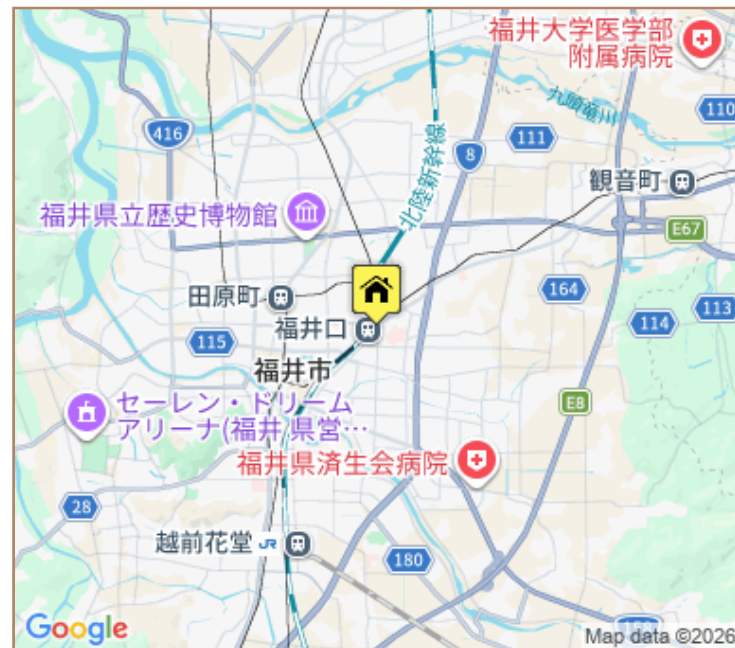 福井大学医学部
附属病院
九頭竜川
110
416
111
8
北陸新幹線
観音町
福井県立歴史博物館
E67
田原町
164
113
福井口
114
115
福井市
セーレン・ドリーム
アリーナ(福井 県営…
E8
福井県済生会病院
28
越前花堂 JR
180
158
Google
Map data ©2026